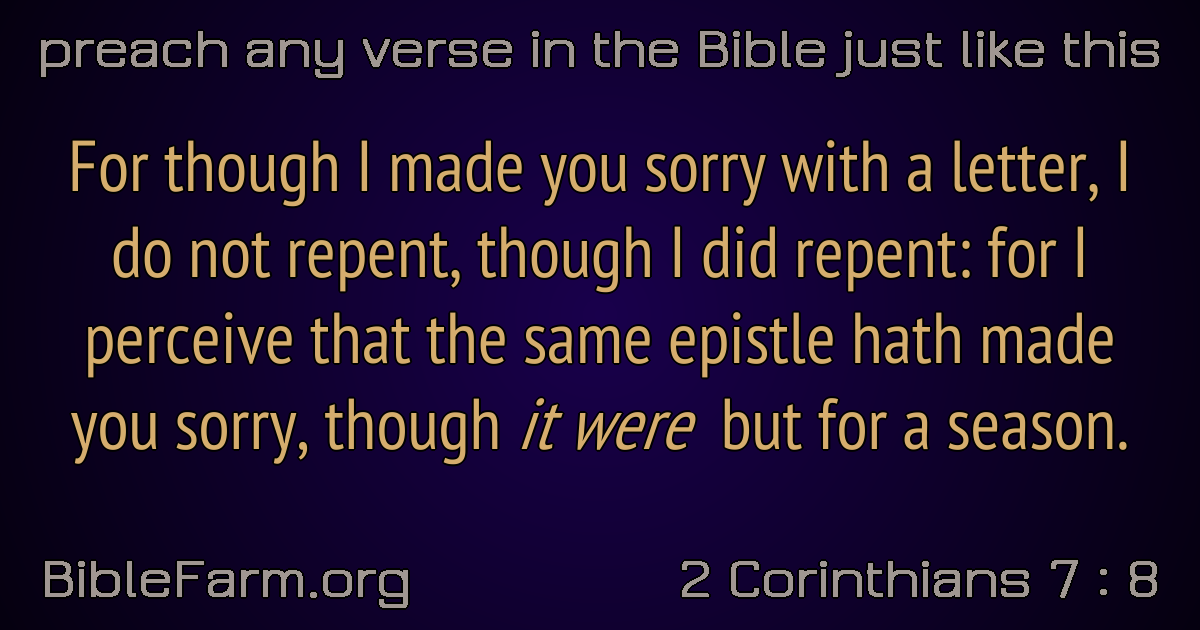 preach any verse in the Bible just like this
For though I made you sorry with a letter, I
do not repent, though I did repent: for I
perceive that the same epistle hath made
you sorry, though it were but for a season.
BibleFarm.org
2 Corinthians 7 : 8